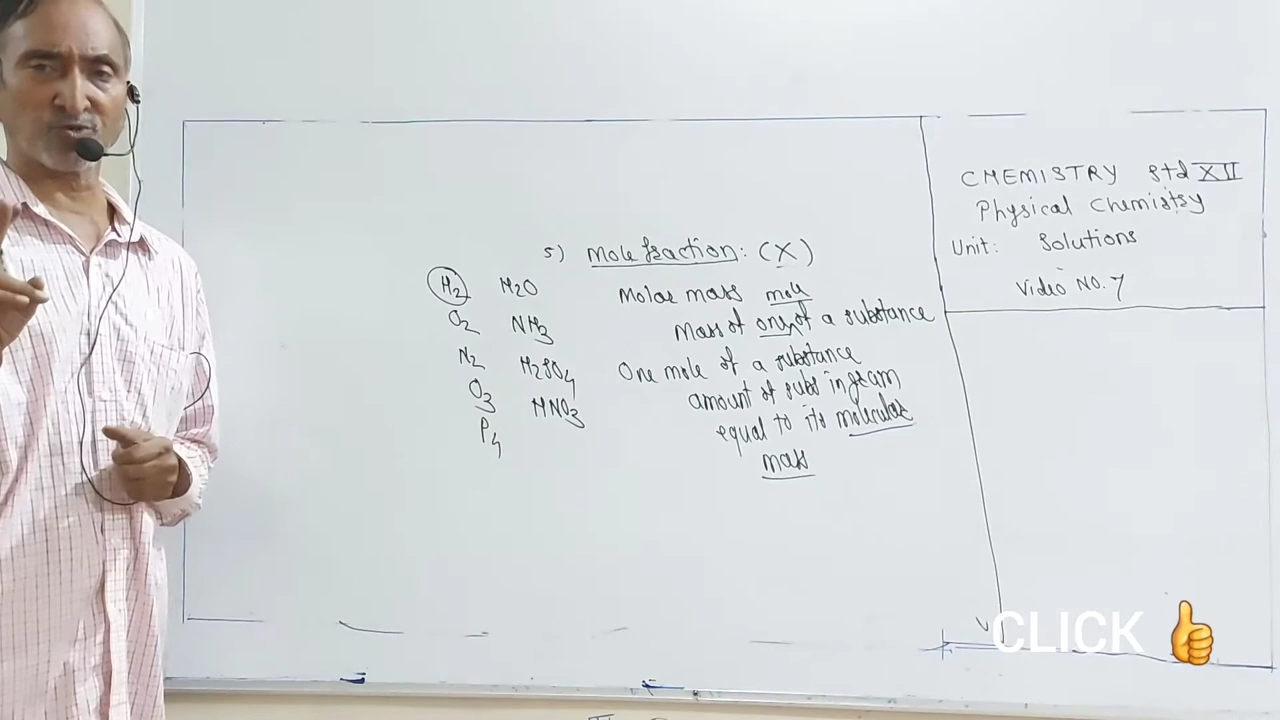 CHEMISTRY std XII
Physical Chemistry
Unit: Solutions
Video No. 7
5) Mole fraction: (X)
Molar mass mole
Mass of one of a substance
One mole of a substance
amount of subs in gram
equal to its molecular
mass
H2 H2O
O2 NH3
N2 H2SO4
O3 HNO3
P4
CLICK 👍